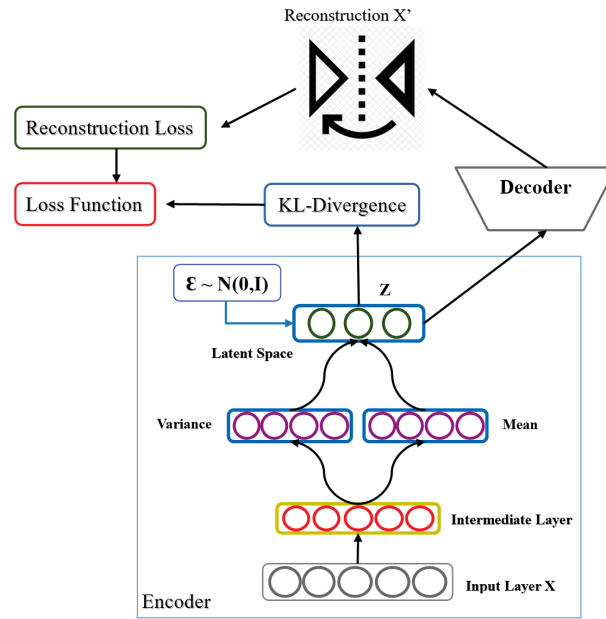 Reconstruction X’
Reconstruction Loss
Decoder
Loss Function
KL-Divergence
Ɛ ~ N(0,I)
Z
Latent Space
Variance
Mean
Intermediate Layer
Input Layer X
Encoder